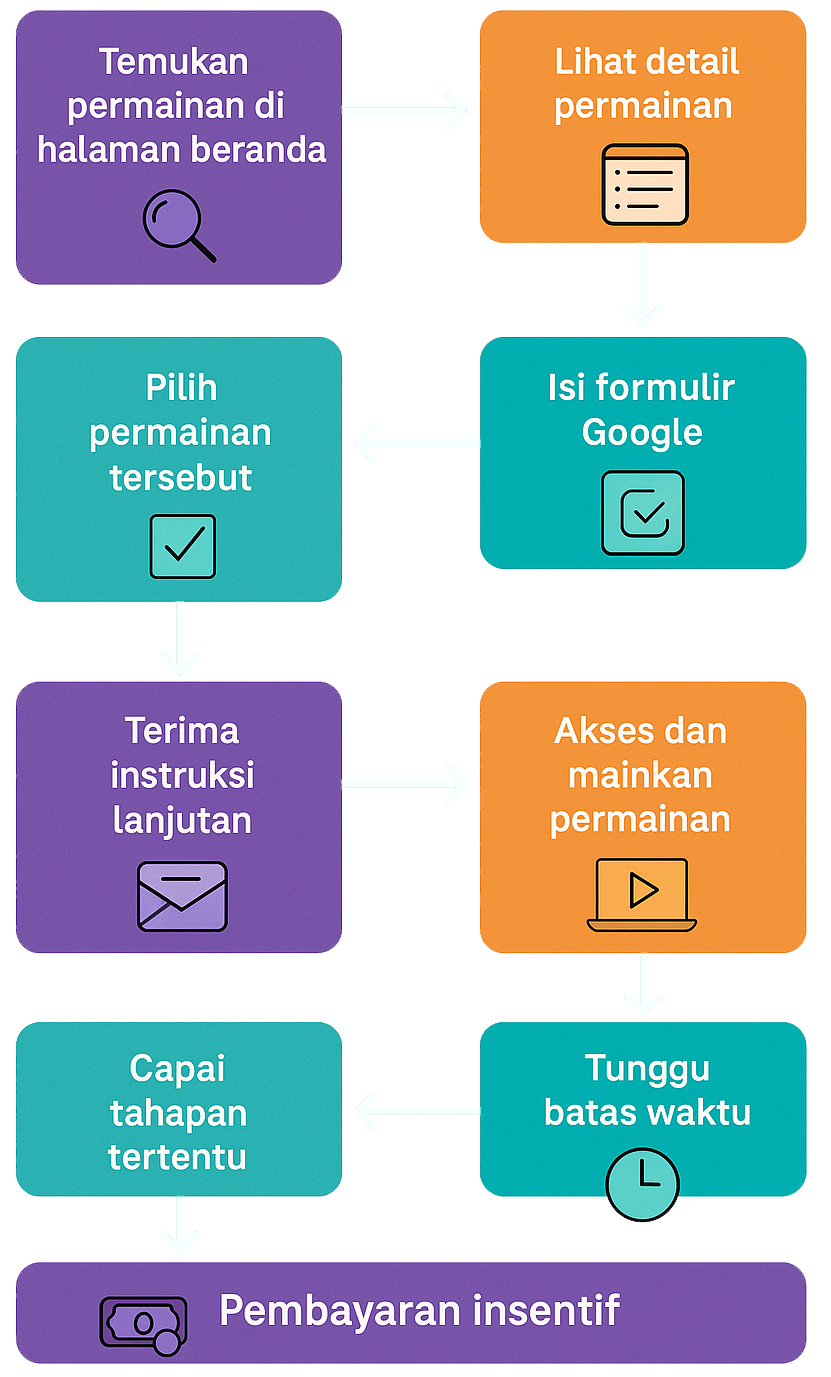 Temukan
permainan di
halaman beranda
Lihat detail
permainan
Isi formulir
Google
Pilih
permainan
tersebut
Terima
instruksi
lanjutan
Akses dan
mainkan
permainan
Tunggu
batas waktu
Capai
tahapan
tertentu
Pembayaran insentif